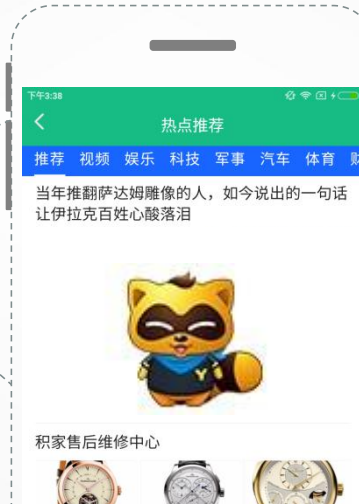 下午3:38
热点推荐
推荐 视频 娱乐 科技 军事 汽车 体育 财
当年推翻萨达姆雕像的人，如今说出的一句话
让伊拉克百姓心酸落泪
Y
积家售后维修中心